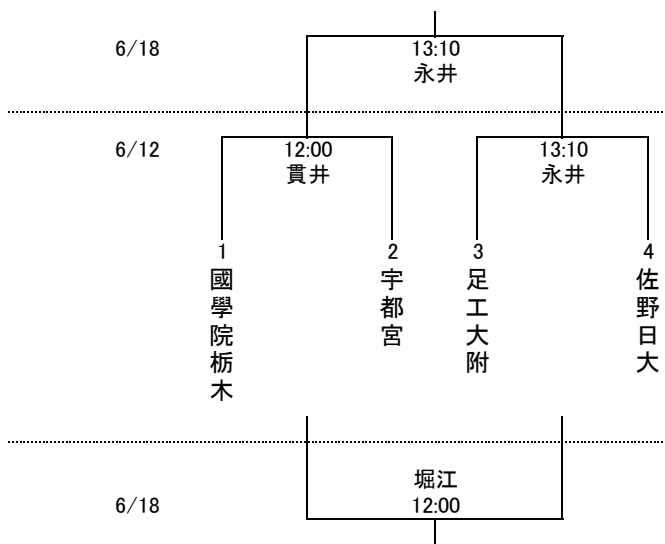 6/18
13:10
永井
6/12
12:00
貫井
13:10
永井
1
國學院栃木
2
宇都宮
3
足工大附
4
佐野日大
堀江
6/18
12:00